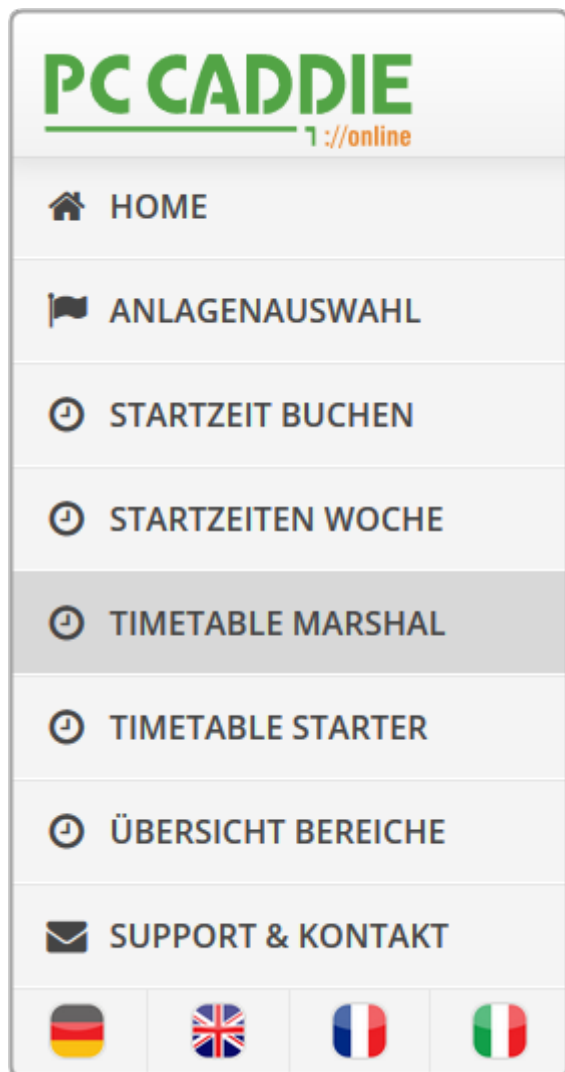 PC CADDIE
://online
HOME
ANLAGENAUSWAHL
STARTZEIT BUCHEN
STARTZEITEN WOCHE
TIMETABLE MARSHAL
TIMETABLE STARTER
ÜBERSICHT BEREICHE
SUPPORT & KONTAKT